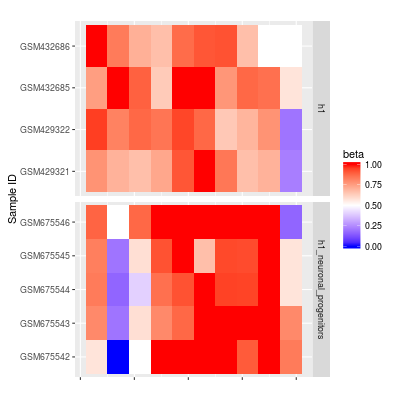 Sample ID
GSM432686
GSM432685
GSM429322
GSM429321
h1
GSM675546
GSM675545
GSM675544
GSM675543
GSM675542
h1_neuronal_progenitors
beta
1.00
0.75
0.50
0.25
0.00